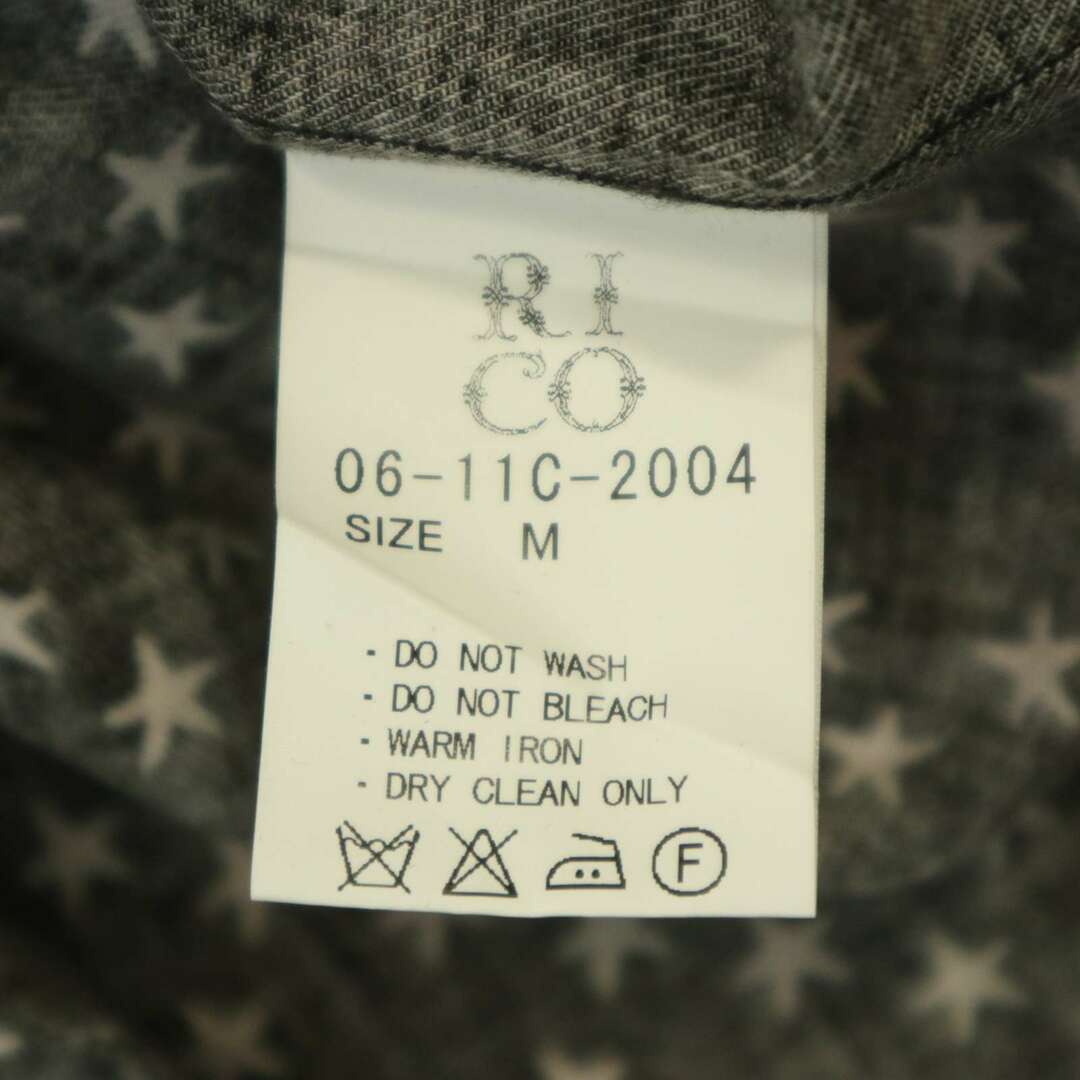 RI
CO
06-11C-2004
SIZE M
· DO NOT WASH
· DO NOT BLEACH
· WARM IRON
· DRY CLEAN ONLY
F